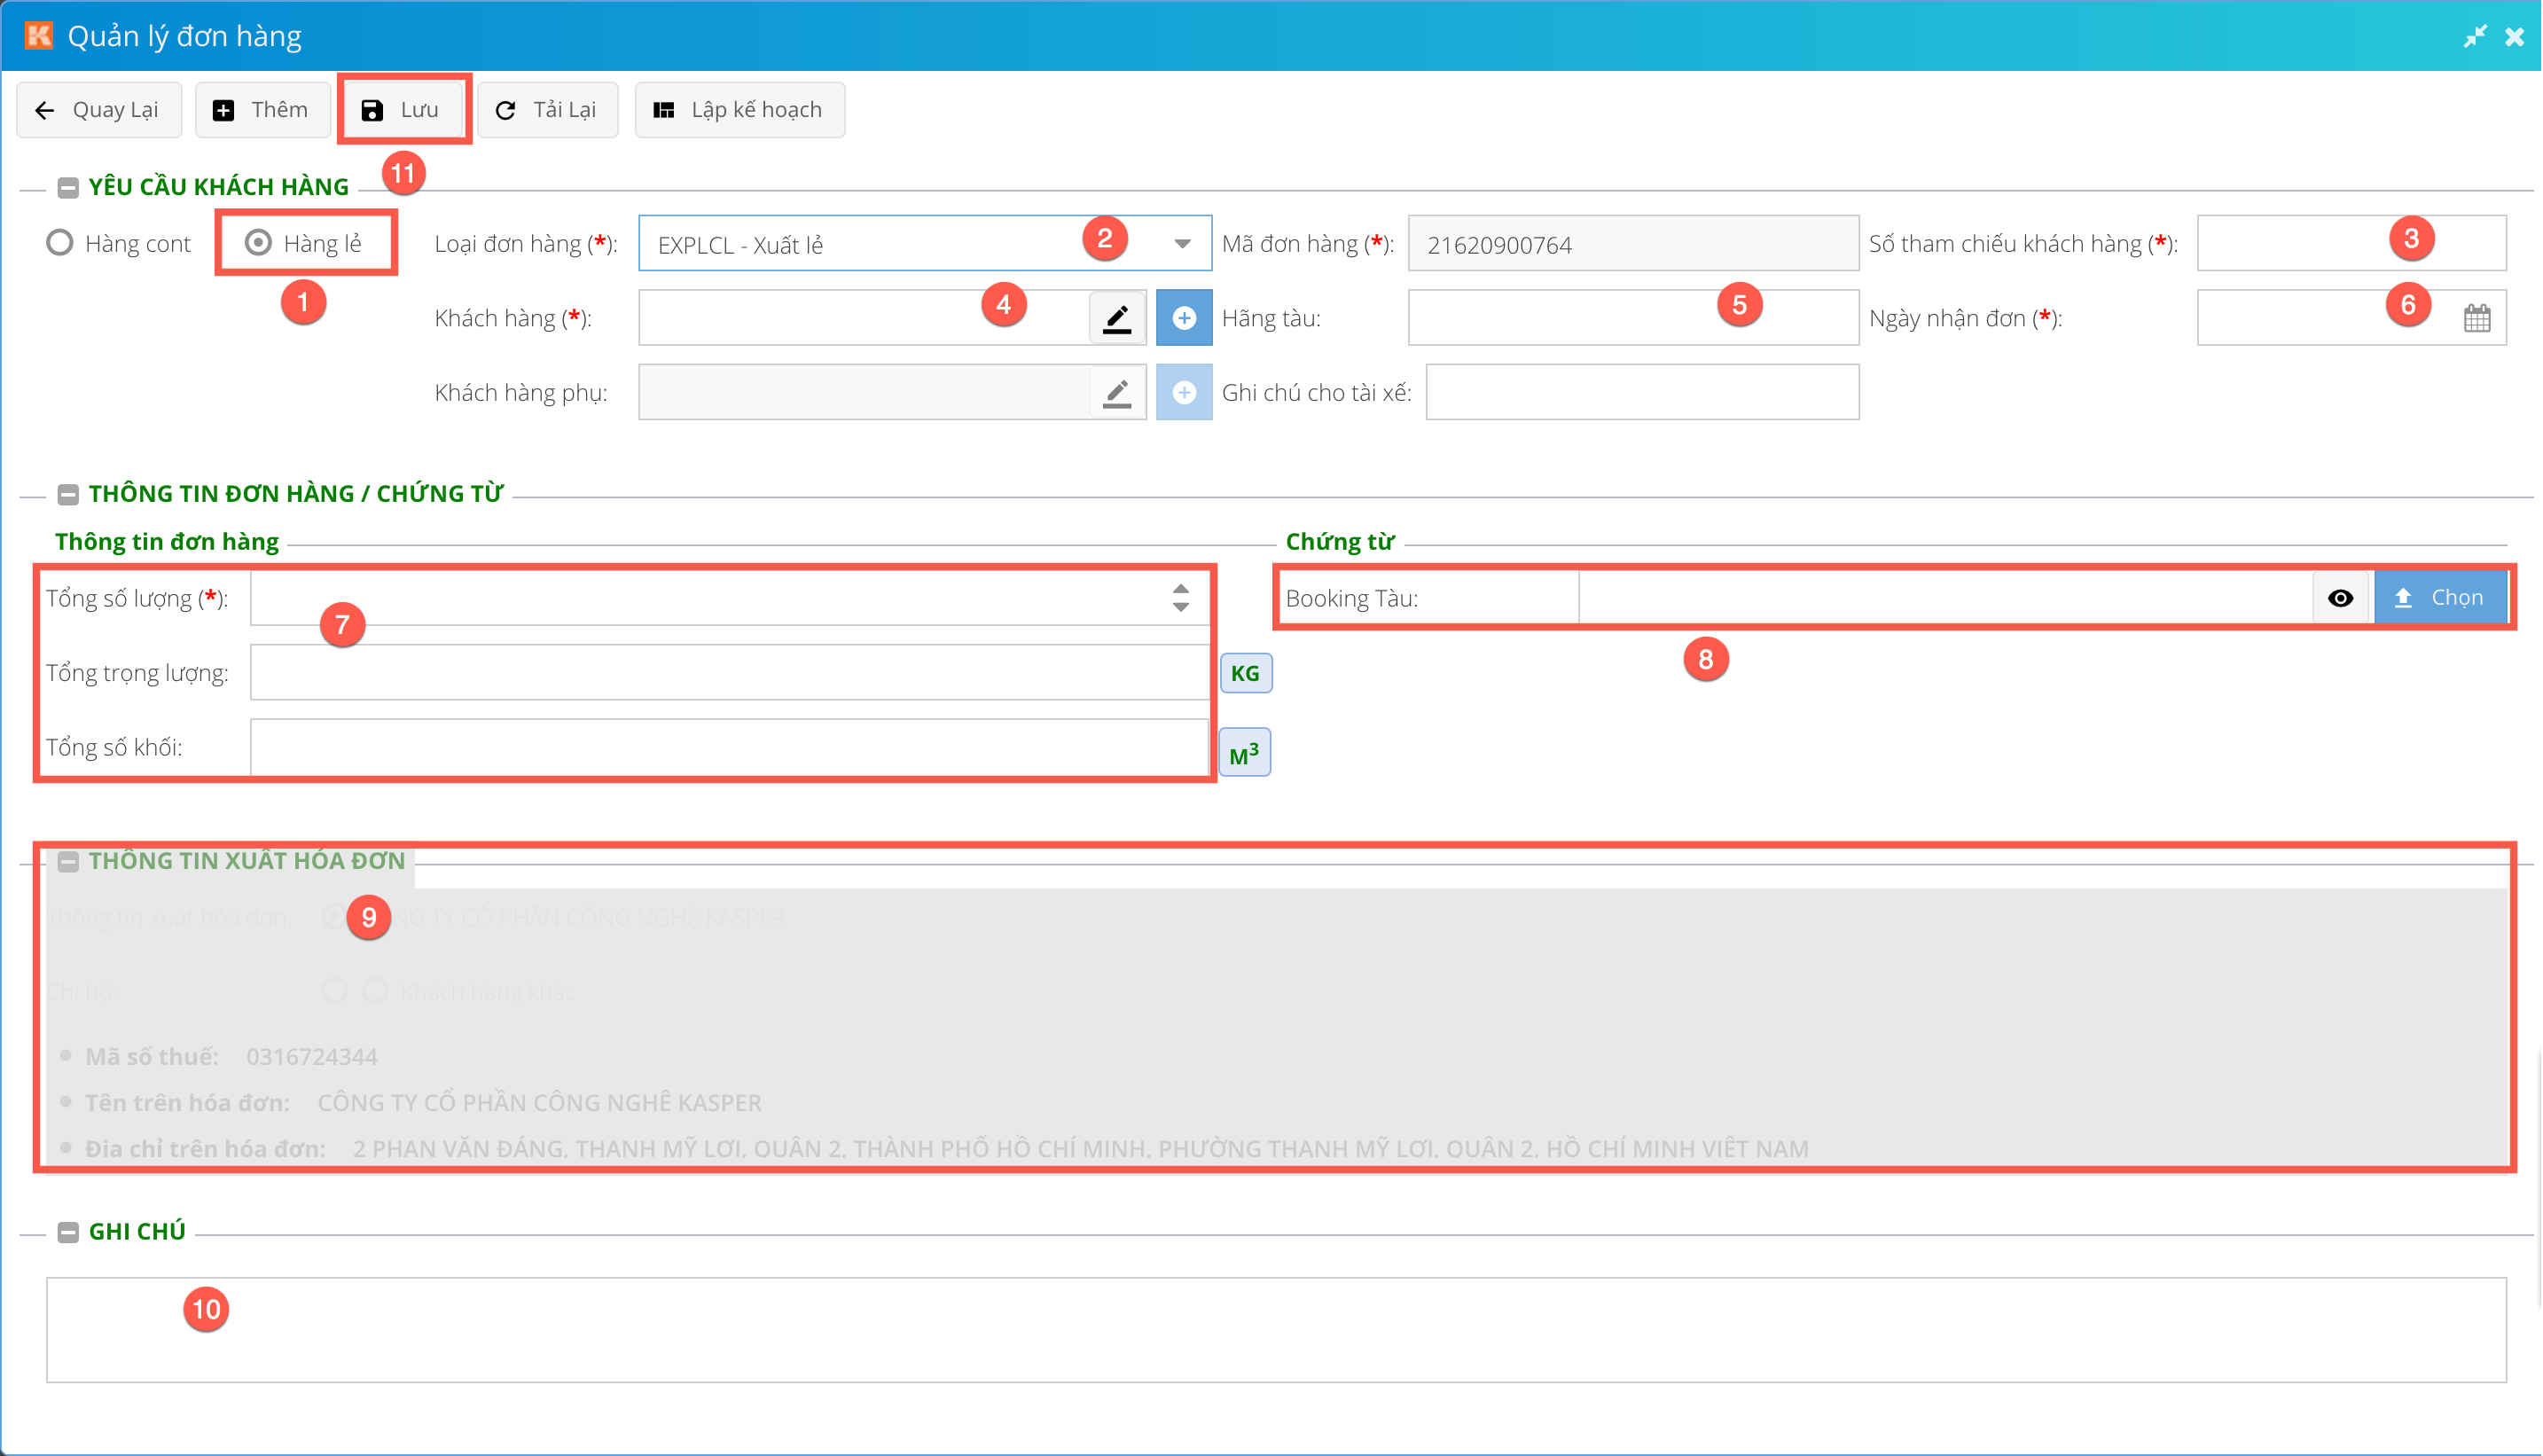 Quản lý đơn hàng
Quay Lại Thêm Lưu Tải Lại Lập kế hoạch
11
YÊU CẦU KHÁCH HÀNG
Hàng cont Hàng lẻ Loại đơn hàng (*): EXPLCL - Xuất lẻ 2 Mã đơn hàng (*): 21620900764 Số tham chiếu khách hàng (*): 3
1
Khách hàng (*): 4 Hãng tàu: 5 Ngày nhận đơn (*): 6
Khách hàng phụ: Ghi chú cho tài xế:
THÔNG TIN ĐƠN HÀNG / CHỨNG TỪ
Thông tin đơn hàng Chứng từ
Tổng số lượng (*): Booking Tàu: Chọn
7
8
Tổng trọng lượng: KG
Tổng số khối: M³
THÔNG TIN XUẤT HÓA ĐƠN
Thông tin xuất hóa đơn: 9 NG TY CỔ PHẦN CÔNG NGHỆ KASPER
Chi hộ: Khách hàng khác
Mã số thuế: 0316724344
Tên trên hóa đơn: CÔNG TY CỔ PHẦN CÔNG NGHỆ KASPER
Địa chỉ trên hóa đơn: 2 PHAN VĂN ĐÁNG, THẠNH MỸ LỢI, QUẬN 2, THÀNH PHỐ HỒ CHÍ MINH, PHƯỜNG THẠNH MỸ LỢI, QUẬN 2, HỒ CHÍ MINH VIỆT NAM
GHI CHÚ
10